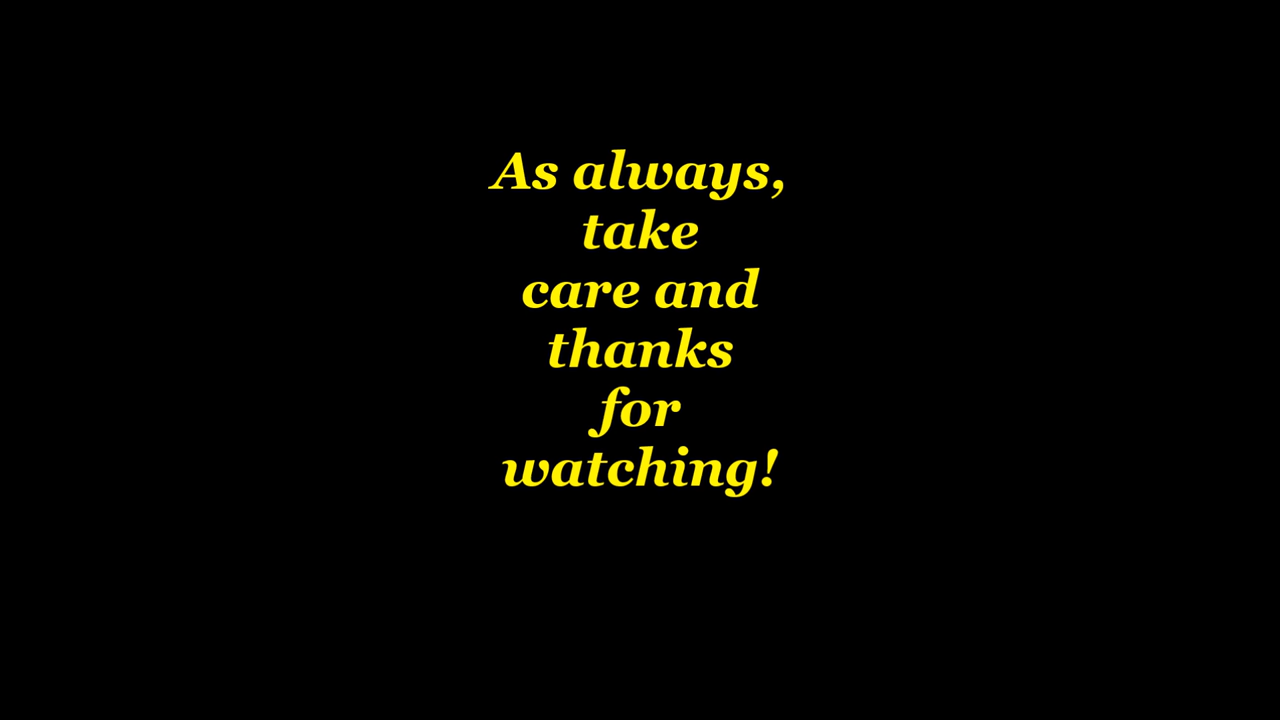 As always,
take
care and
thanks
for
watching!